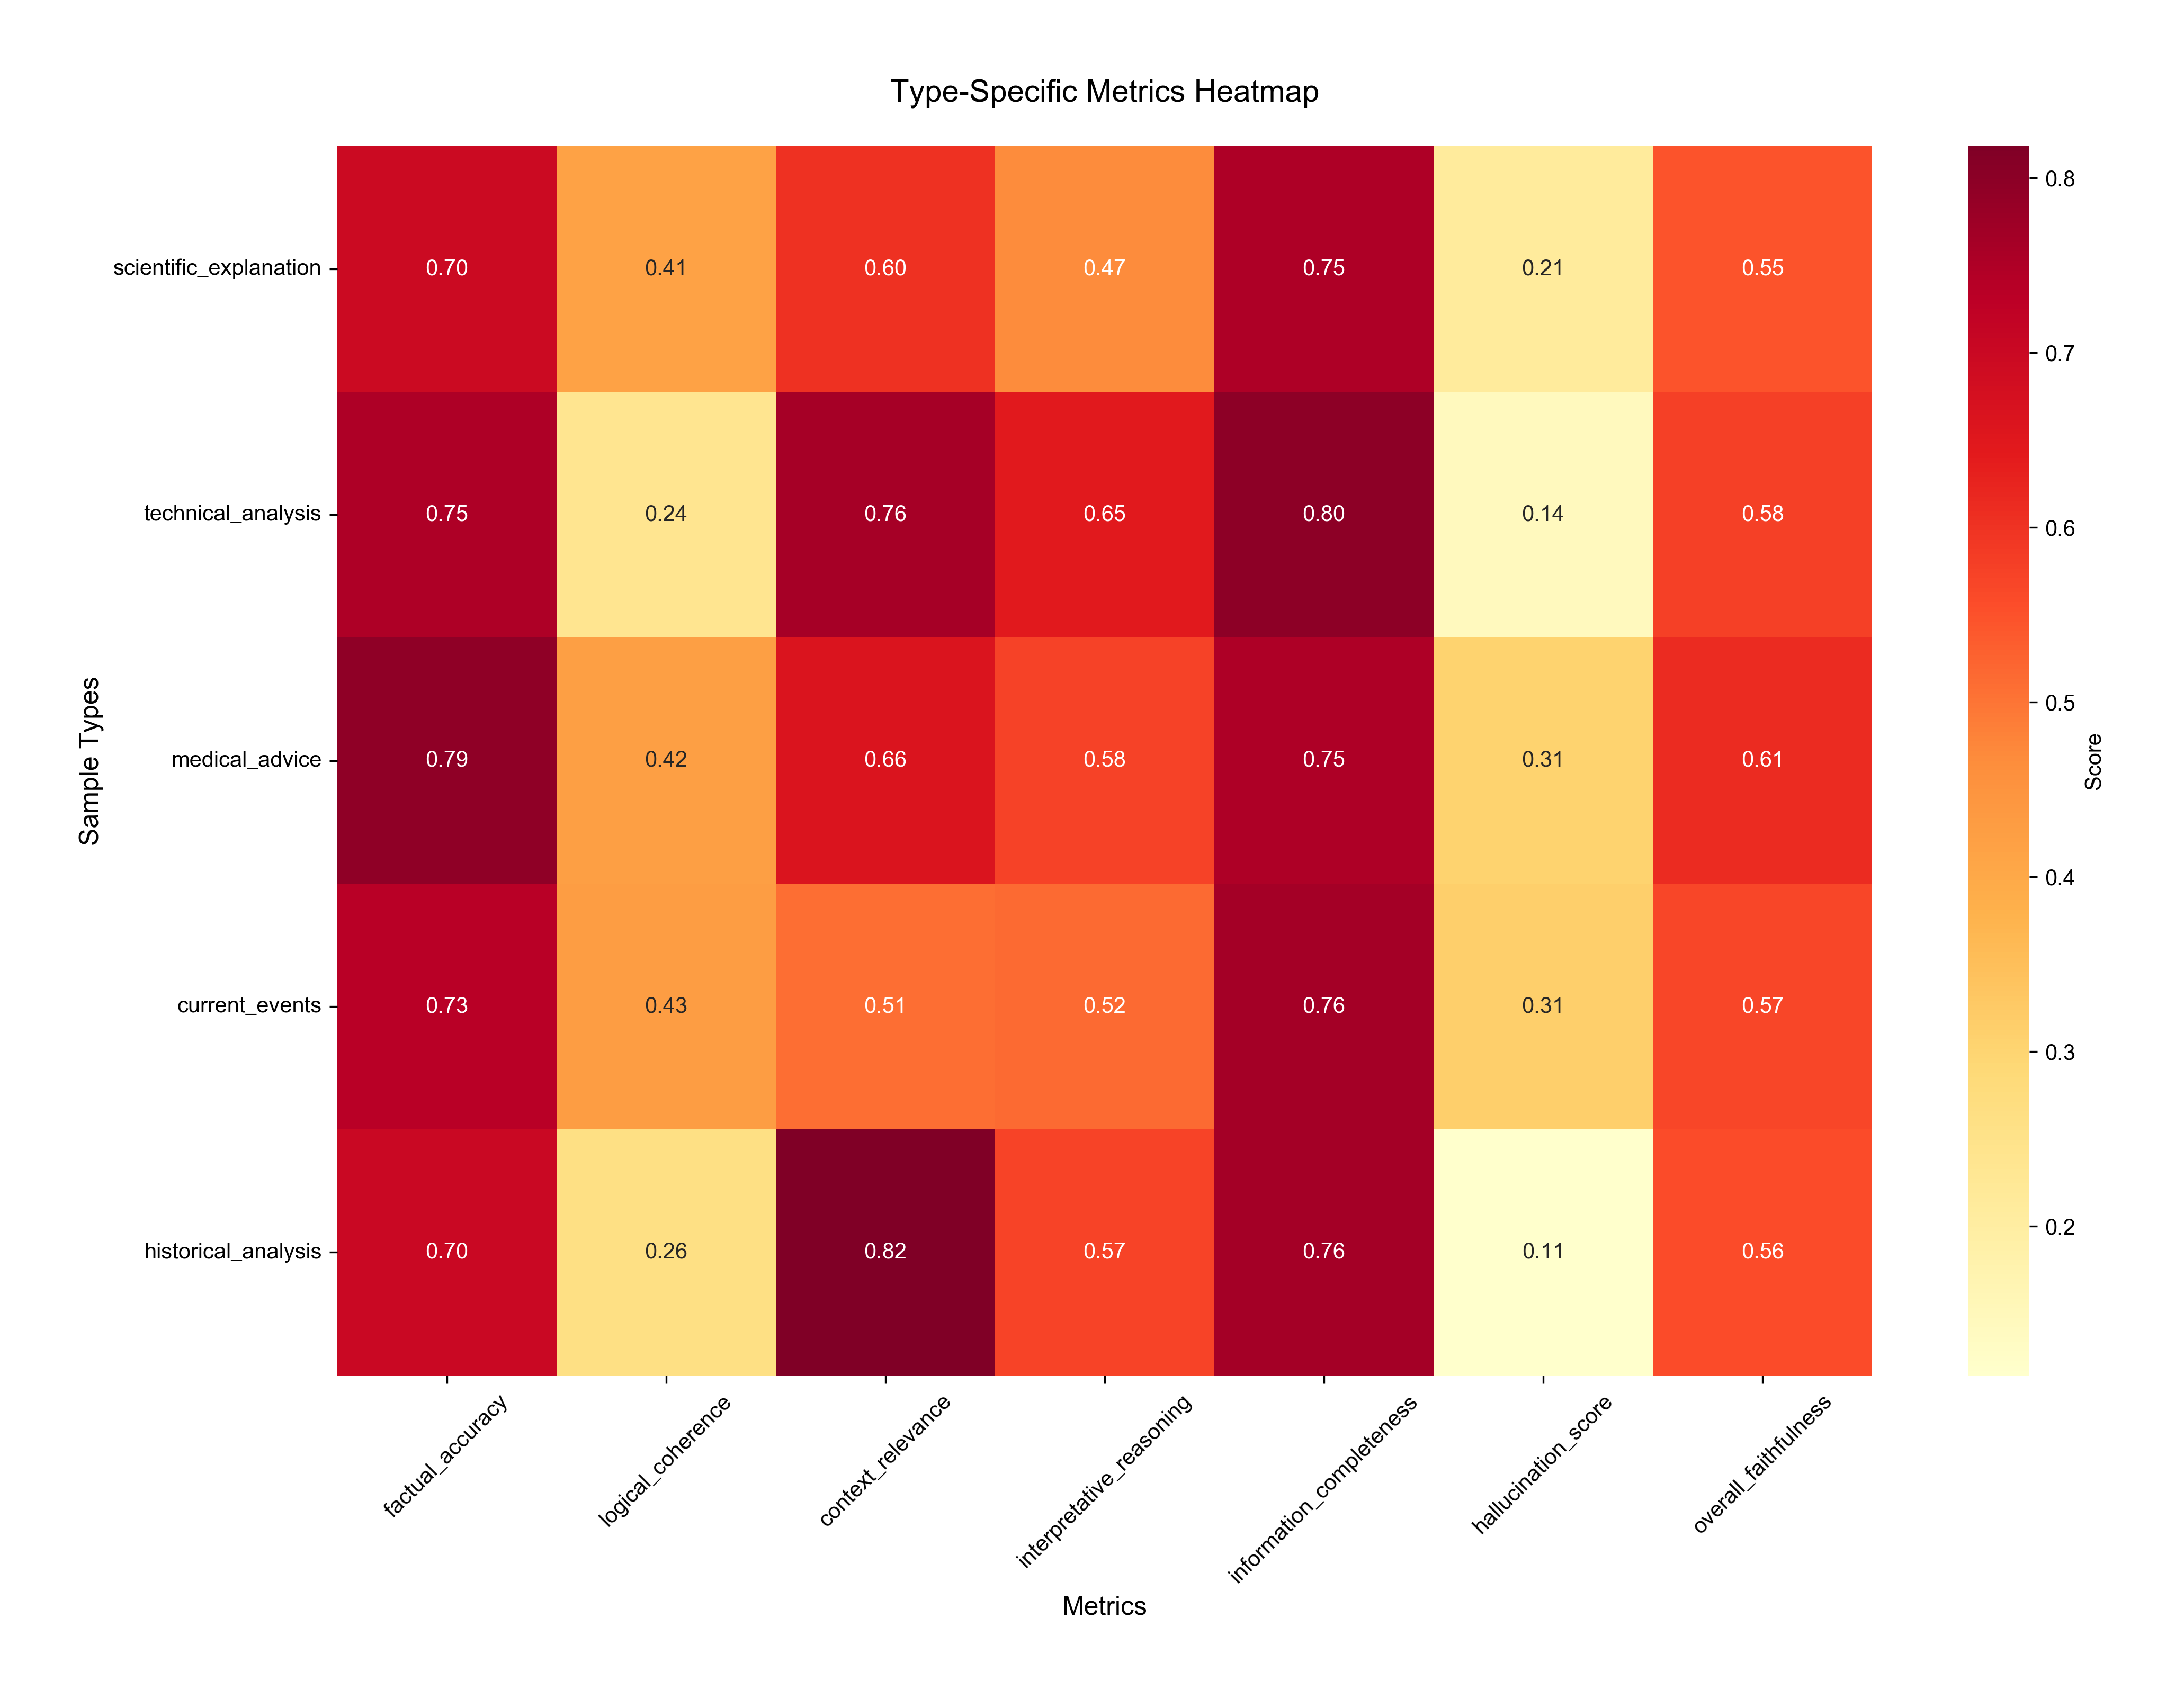 Type-Specific Metrics Heatmap
Sample Types
scientific_explanation 0.70 0.41 0.60 0.47 0.75 0.21 0.55
technical_analysis 0.75 0.24 0.76 0.65 0.80 0.14 0.58
medical_advice 0.79 0.42 0.66 0.58 0.75 0.31 0.61
current_events 0.73 0.43 0.51 0.52 0.76 0.31 0.57
historical_analysis 0.70 0.26 0.82 0.57 0.76 0.11 0.56
factual_accuracy
logical_coherence
context_relevance
interpretative_reasoning
information_completeness
hallucination_score
overall_faithfulness
Metrics
0.8
0.7
0.6
0.5
0.4
0.3
0.2
Score